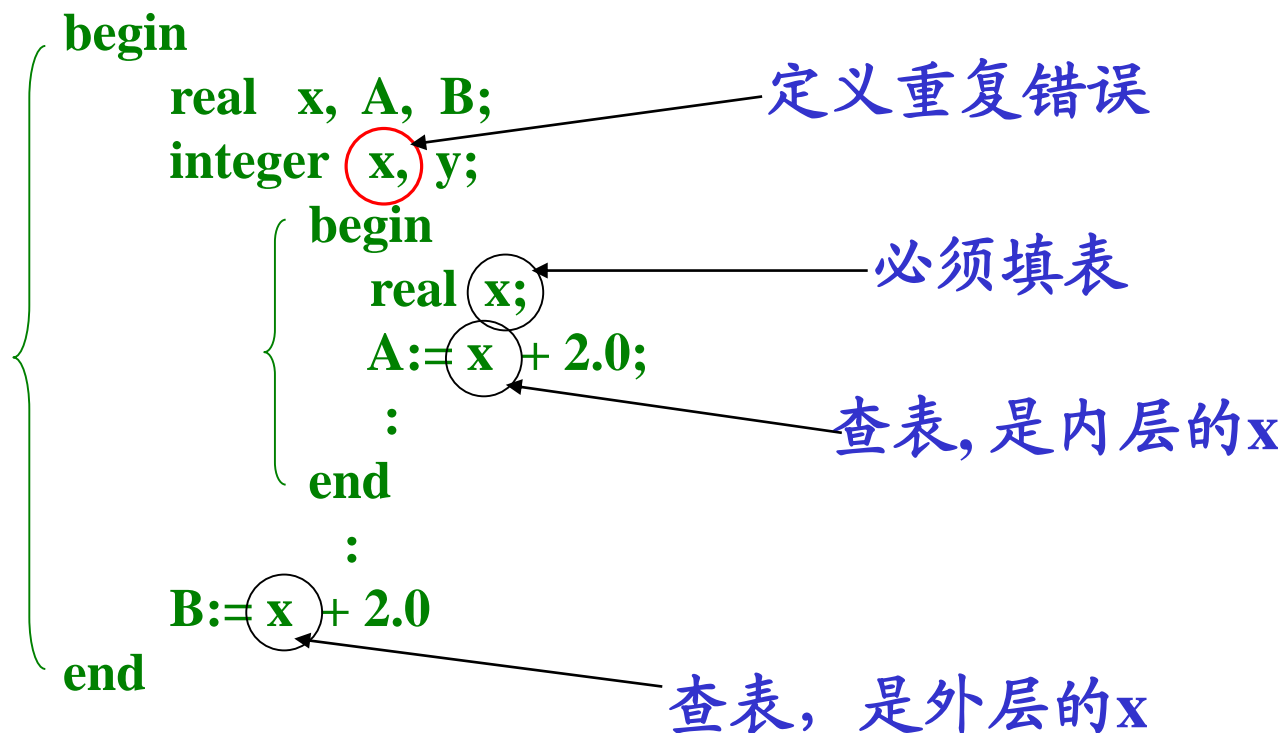 begin
real x, A, B;
定义重复错误
integer x, y;
begin
real x;
必须填表
A:= x + 2.0;
:
查表, 是内层的x
end
:
B:= x + 2.0
end
查表，是外层的x